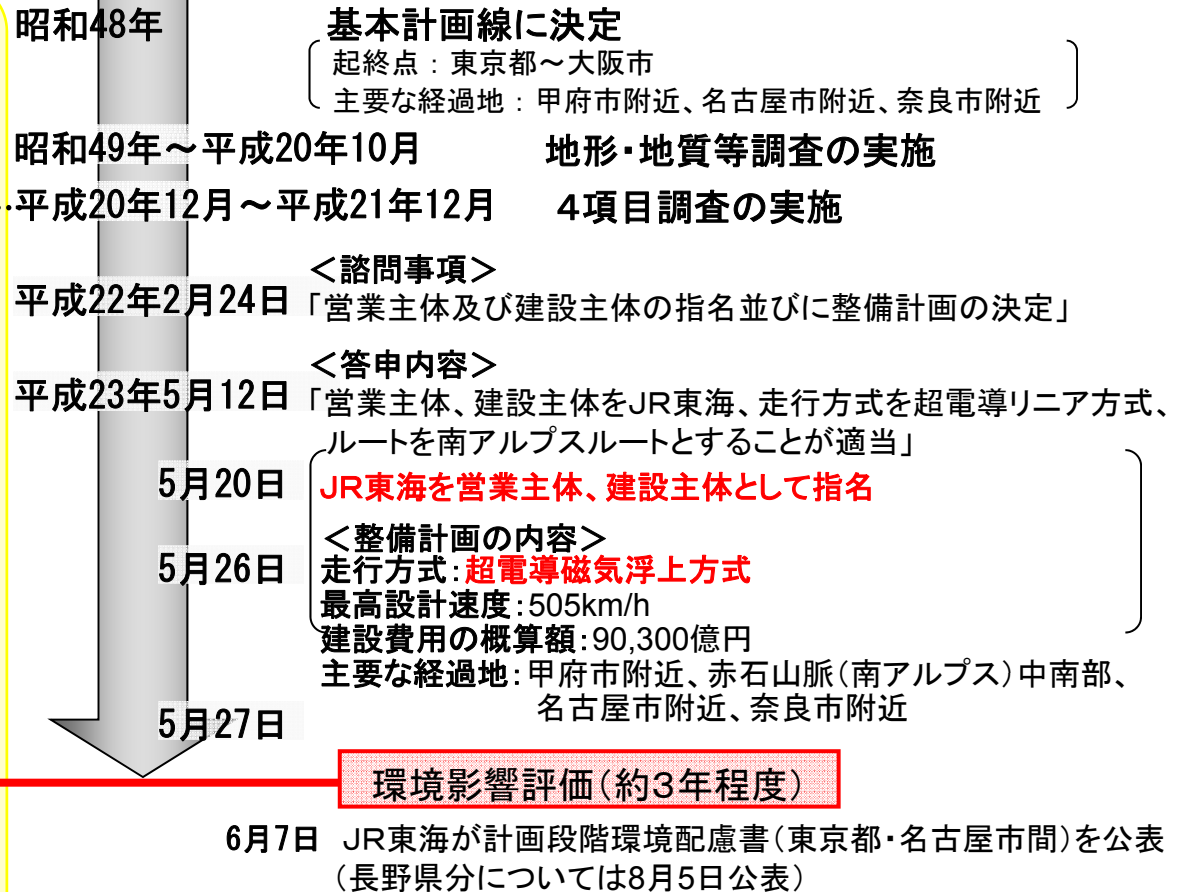 昭和48年 基本計画線に決定
起終点：東京都～大阪市
主要な経過地：甲府市附近、名古屋市附近、奈良市附近
昭和49年～平成20年10月 地形・地質等調査の実施
平成20年12月～平成21年12月 ４項目調査の実施
＜諮問事項＞
平成22年2月24日 「営業主体及び建設主体の指名並びに整備計画の決定」
＜答申内容＞
平成23年5月12日 「営業主体、建設主体をJR東海、走行方式を超電導リニア方式、
ルートを南アルプスルートとすることが適当」
5月20日 JR東海を営業主体、建設主体として指名
＜整備計画の内容＞
5月26日 走行方式：超電導磁気浮上方式
最高設計速度：505km/h
建設費用の概算額：90,300億円
主要な経過地：甲府市附近、赤石山脈（南アルプス）中南部、
名古屋市附近、奈良市附近
5月27日
環境影響評価（約３年程度）
6月7日 JR東海が計画段階環境配慮書（東京都・名古屋市間）を公表
（長野県分については8月5日公表）